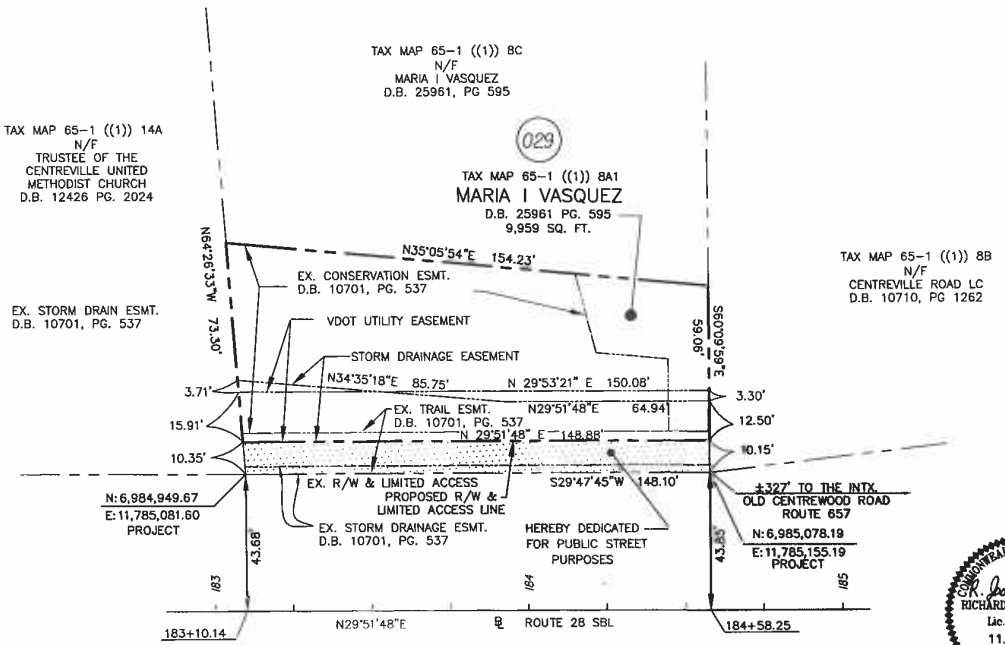 TAX MAP 65-1 ((1)) 8C
N/F
MARIA I VASQUEZ
D.B. 25961, PG 595
TAX MAP 65-1 ((1)) 14A
N/F
TRUSTEE OF THE
CENTREVILLE UNITED
METHODIST CHURCH
D.B. 12426 PG. 2024
029
TAX MAP 65-1 ((1)) 8A1
MARIA I VASQUEZ
D.B. 25961 PG. 595
9,959 SQ. FT.
TAX MAP 65-1 ((1)) 8B
N/F
CENTREVILLE ROAD LC
D.B. 10710, PG 1262
N64°26'33"W 73.30'
N35°05'54"E 154.23'
S60°09'59"E
59.06'
EX. CONSERVATION ESMT.
D.B. 10701, PG. 537
EX. STORM DRAIN ESMT.
D.B. 10701, PG. 537
VDOT UTILITY EASEMENT
STORM DRAINAGE EASEMENT
N34°35'18"E 85.75'
N 29°53'21" E 150.08'
3.71'
3.30'
N29°51'48"E 64.94'
EX. TRAIL ESMT.
D.B. 10701, PG. 537
15.91'
12.50'
N 29°51'48" E 148.88'
10.35'
10.15'
EX. R/W & LIMITED ACCESS
S29°47'45"W 148.10'
PROPOSED R/W &
LIMITED ACCESS LINE
±327' TO THE INTX.
OLD CENTREWOOD ROAD
ROUTE 657
N: 6,984,949.67
E: 11,785,081.60
PROJECT
EX. STORM DRAINAGE ESMT.
D.B. 10701, PG. 537
HEREBY DEDICATED
FOR PUBLIC STREET
PURPOSES
N: 6,985,078.19
E: 11,785,155.19
PROJECT
43.68'
43.85'
183
184
185
183+10.14
N29°51'48"E
ROUTE 28 SBL
184+58.25
COMMONWEAL
RICHARD
Lic.
11.